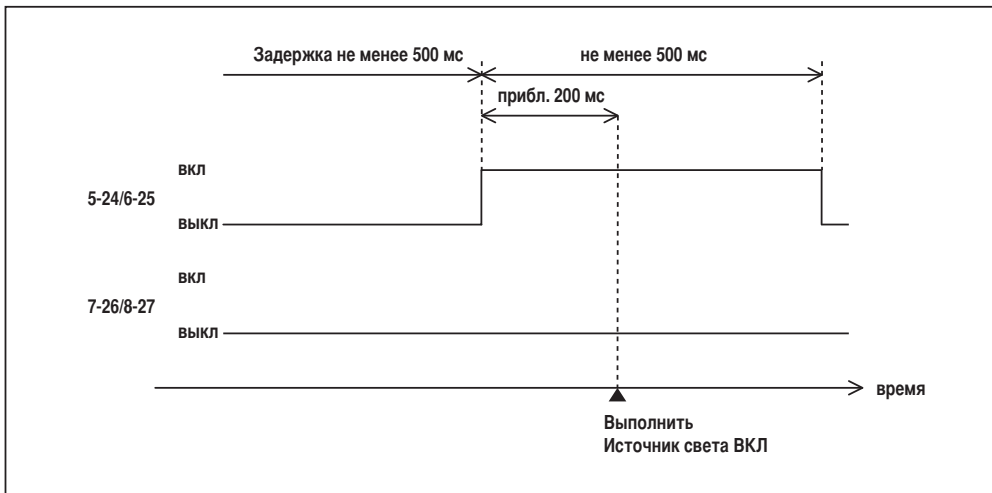 Задержка не менее 500 мс
не менее 500 мс
прибл. 200 мс
вкл
5-24/6-25
выкл
вкл
7-26/8-27
выкл
время
Выполнить
Источник света ВКЛ